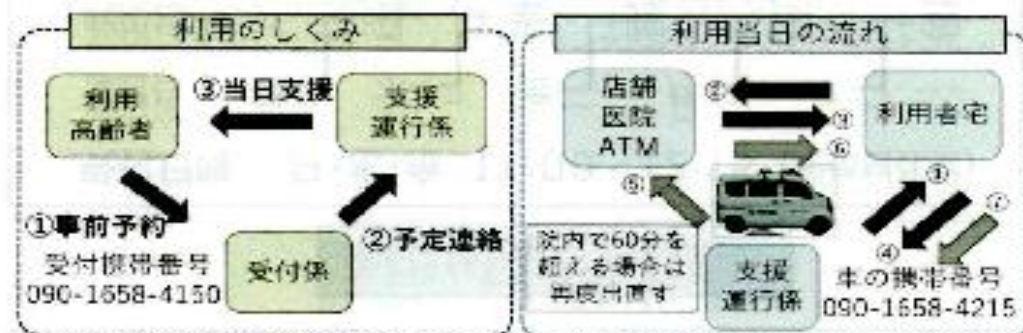 利用のしくみ
利用
高齢者
③当日支援
支援
運行係
①事前予約
受付携帯番号
090-1658-4150
受付係
②予定連絡
利用当日の流れ
店舗
医院
ATM
②
③
⑥
利用者宅
⑤
①
⑦
④
院内で60分を
超える場合は
再度出直す
支援
運行係
車の携帯番号
090-1658-4215